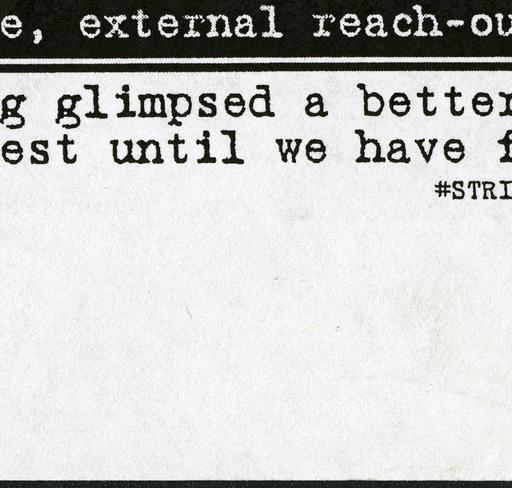 e, external reach-ou
g glimpsed a better
est until we have f
#STRI